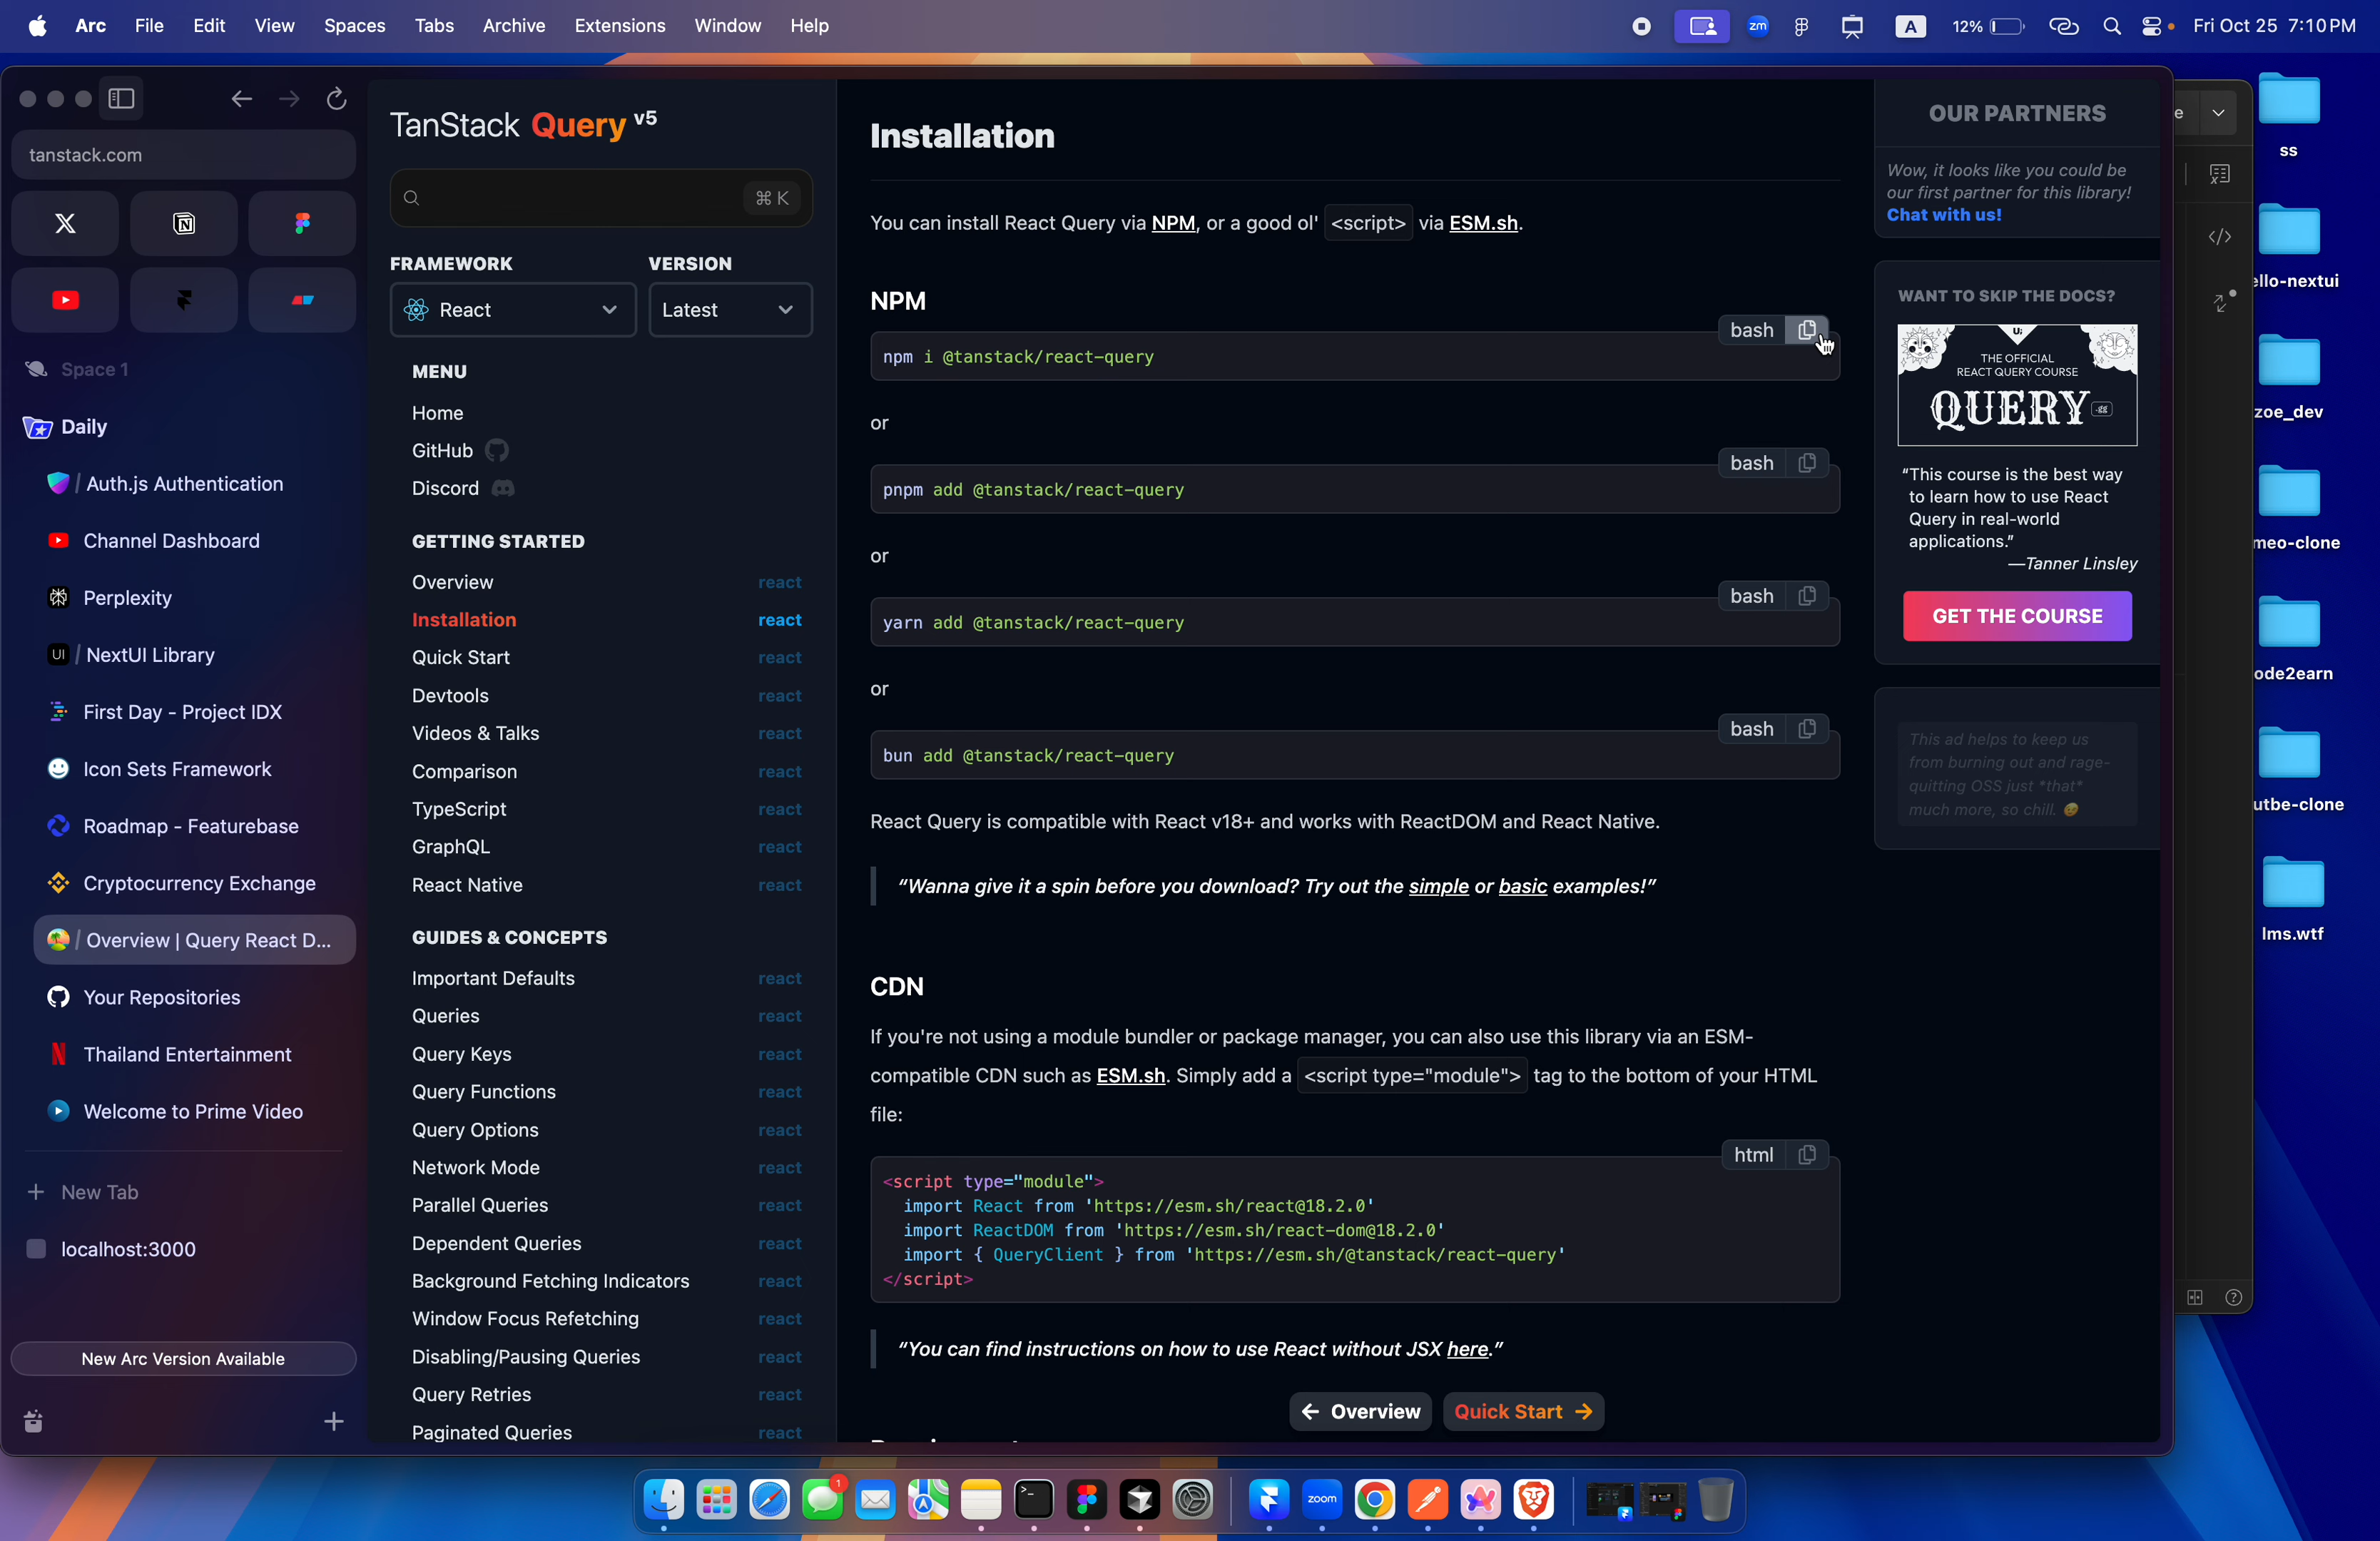 Arc File Edit View Spaces Tabs Archive Extensions Window Help
zm A 12% Fri Oct 25 7:10 PM
tanstack.com
Space 1
Daily
/ Auth.js Authentication
Channel Dashboard
Perplexity
UI / NextUI Library
First Day - Project IDX
Icon Sets Framework
Roadmap - Featurebase
Cryptocurrency Exchange
/ Overview | Query React D...
Your Repositories
Thailand Entertainment
Welcome to Prime Video
+ New Tab
localhost:3000
New Arc Version Available
TanStack Query v5
⌘ K
FRAMEWORK VERSION
React Latest
MENU
Home
GitHub
Discord
GETTING STARTED
Overview react
Installation react
Quick Start react
Devtools react
Videos & Talks react
Comparison react
TypeScript react
GraphQL react
React Native react
GUIDES & CONCEPTS
Important Defaults react
Queries react
Query Keys react
Query Functions react
Query Options react
Network Mode react
Parallel Queries react
Dependent Queries react
Background Fetching Indicators react
Window Focus Refetching react
Disabling/Pausing Queries react
Query Retries react
Paginated Queries react
Installation
You can install React Query via NPM, or a good ol' <script> via ESM.sh.
NPM
bash
npm i @tanstack/react-query
or
bash
pnpm add @tanstack/react-query
or
bash
yarn add @tanstack/react-query
or
bash
bun add @tanstack/react-query
React Query is compatible with React v18+ and works with ReactDOM and React Native.
“Wanna give it a spin before you download? Try out the simple or basic examples!”
CDN
If you're not using a module bundler or package manager, you can also use this library via an ESM-
compatible CDN such as ESM.sh. Simply add a <script type="module"> tag to the bottom of your HTML
file:
html
<script type="module">
import React from 'https://esm.sh/react@18.2.0'
import ReactDOM from 'https://esm.sh/react-dom@18.2.0'
import { QueryClient } from 'https://esm.sh/@tanstack/react-query'
</script>
“You can find instructions on how to use React without JSX here.”
← Overview Quick Start →
OUR PARTNERS
Wow, it looks like you could be
our first partner for this library!
Chat with us!
WANT TO SKIP THE DOCS?
Ui
THE OFFICIAL
REACT QUERY COURSE
QUERY .gg
“This course is the best way
to learn how to use React
Query in real-world
applications.”
—Tanner Linsley
GET THE COURSE
This ad helps to keep us
from burning out and rage-
quitting OSS just *that*
much more, so chill. 😉
e
ss
ello-nextui
zoe_dev
meo-clone
ode2earn
utbe-clone
lms.wtf
1
zoom